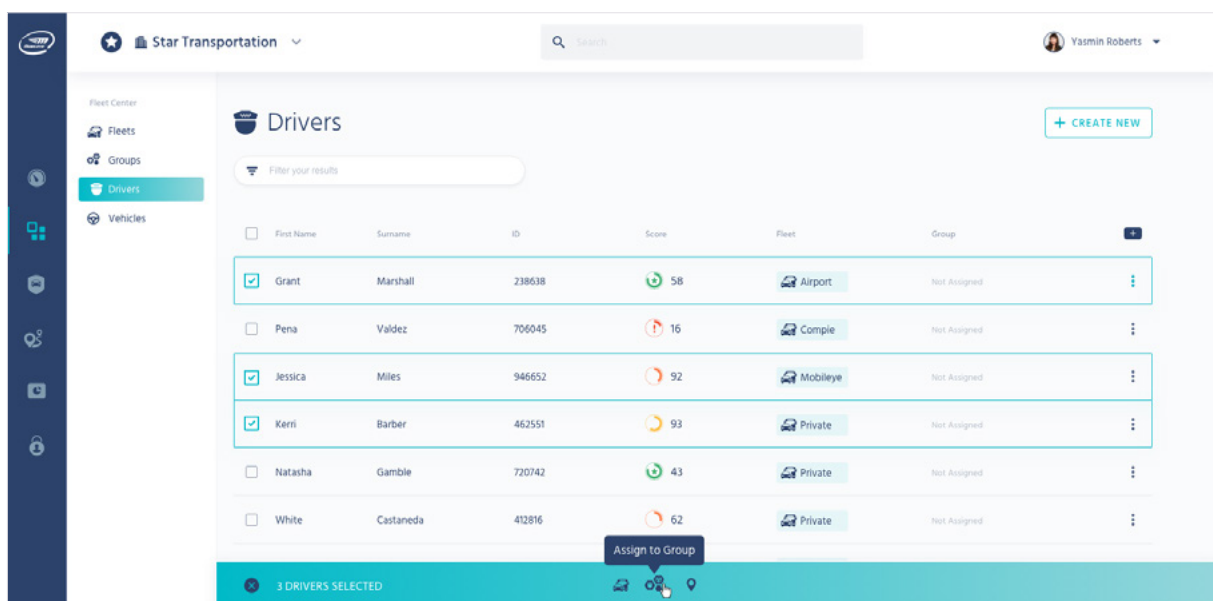 Star Transportation
Search
Yasmin Roberts
Fleet Center
Fleets
Groups
Drivers
Vehicles
Drivers
+ CREATE NEW
Filter your results
First Name Surname ID Score Fleet Group
Grant Marshall 238638 58 Airport Not Assigned
Pena Valdez 706045 16 Compie Not Assigned
Jessica Miles 946652 92 Mobileye Not Assigned
Kerri Barber 462551 93 Private Not Assigned
Natasha Gamble 720742 43 Private Not Assigned
White Castaneda 412816 62 Private Not Assigned
Assign to Group
3 DRIVERS SELECTED